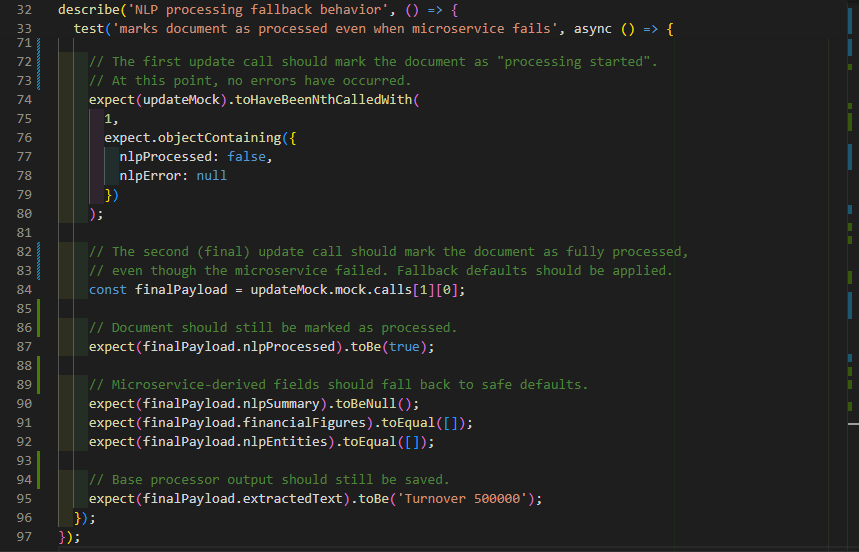 32 describe('NLP processing fallback behavior', () => {
33 test('marks document as processed even when microservice fails', async () => {
71
72 // The first update call should mark the document as "processing started".
73 // At this point, no errors have occurred.
74 expect(updateMock).toHaveBeenNthCalledWith(
75 1,
76 expect.objectContaining({
77 nlpProcessed: false,
78 nlpError: null
79 })
80 );
81
82 // The second (final) update call should mark the document as fully processed,
83 // even though the microservice failed. Fallback defaults should be applied.
84 const finalPayload = updateMock.mock.calls[1][0];
85
86 // Document should still be marked as processed.
87 expect(finalPayload.nlpProcessed).toBe(true);
88
89 // Microservice-derived fields should fall back to safe defaults.
90 expect(finalPayload.nlpSummary).toBeNull();
91 expect(finalPayload.financialFigures).toEqual([]);
92 expect(finalPayload.nlpEntities).toEqual([]);
93
94 // Base processor output should still be saved.
95 expect(finalPayload.extractedText).toBe('Turnover 500000');
96 });
97 });